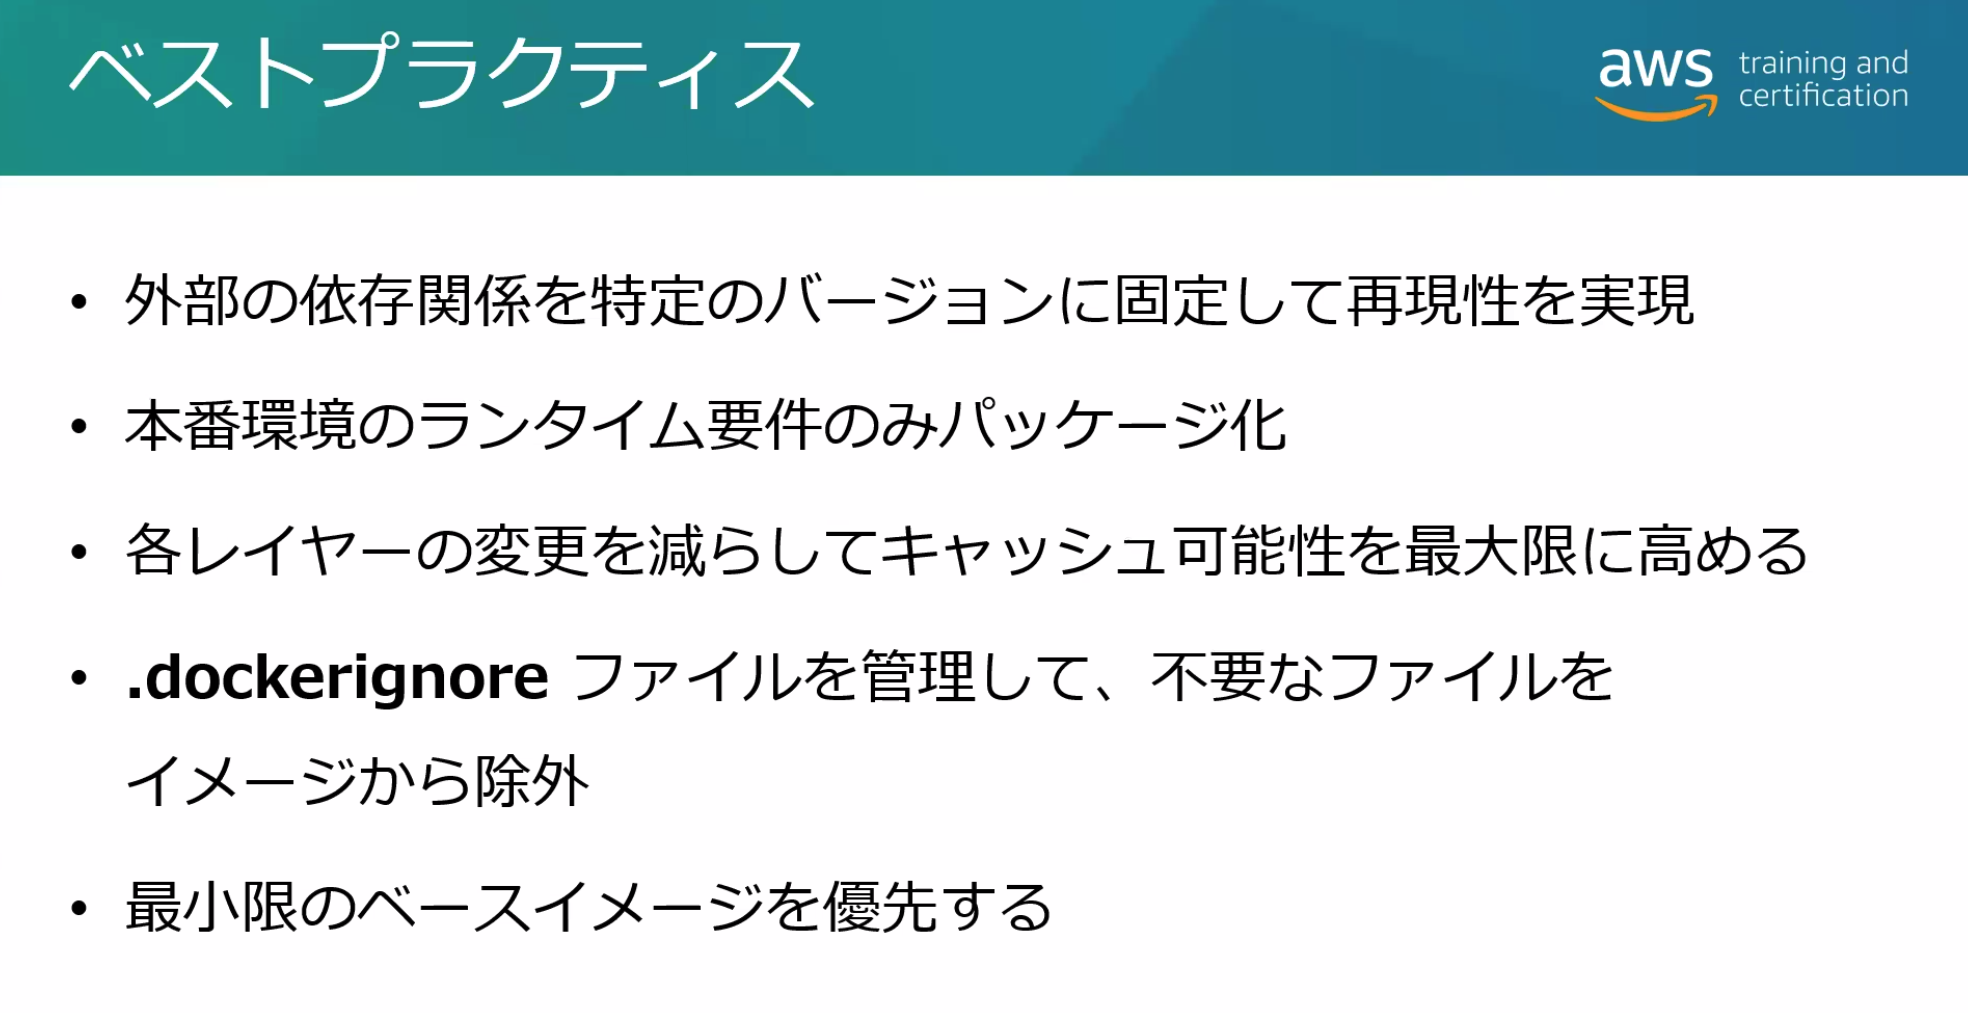 ベストプラクティス
aws training and
certification
• 外部の依存関係を特定のバージョンに固定して再現性を実現
• 本番環境のランタイム要件のみパッケージ化
• 各レイヤーの変更を減らしてキャッシュ可能性を最大限に高める
• .dockerignore ファイルを管理して、不要なファイルを
イメージから除外
• 最小限のベースイメージを優先する